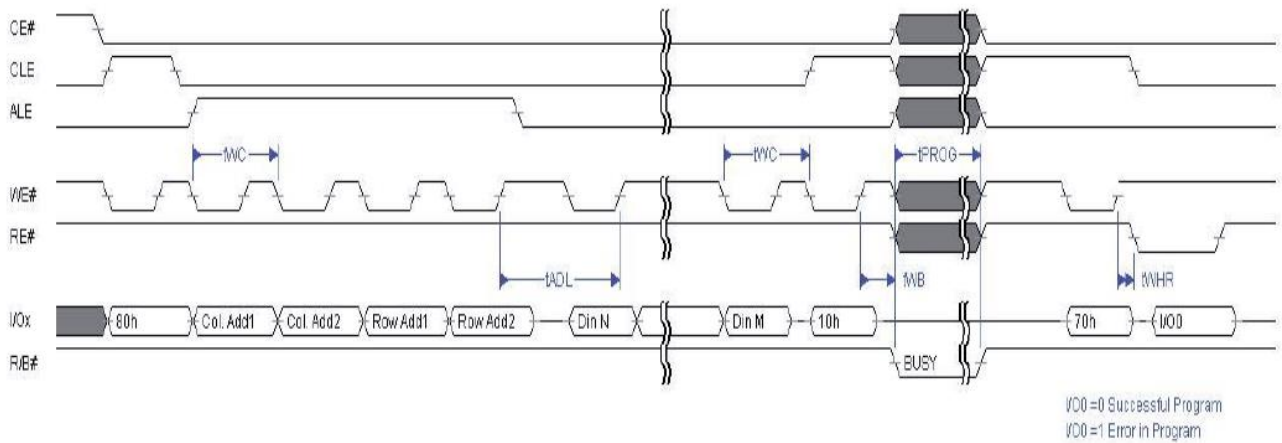 CE#
CLE
ALE
tWC
tWC
tPROG
WE#
RE#
tADL
tWB
tWHR
I/Ox
80h
Col. Add1
Col. Add2
Row Add1
Row Add2
Din N
Din M
10h
70h
I/O0
R/B#
BUSY
I/O0 =0 Successful Program
I/O0 =1 Error in Program